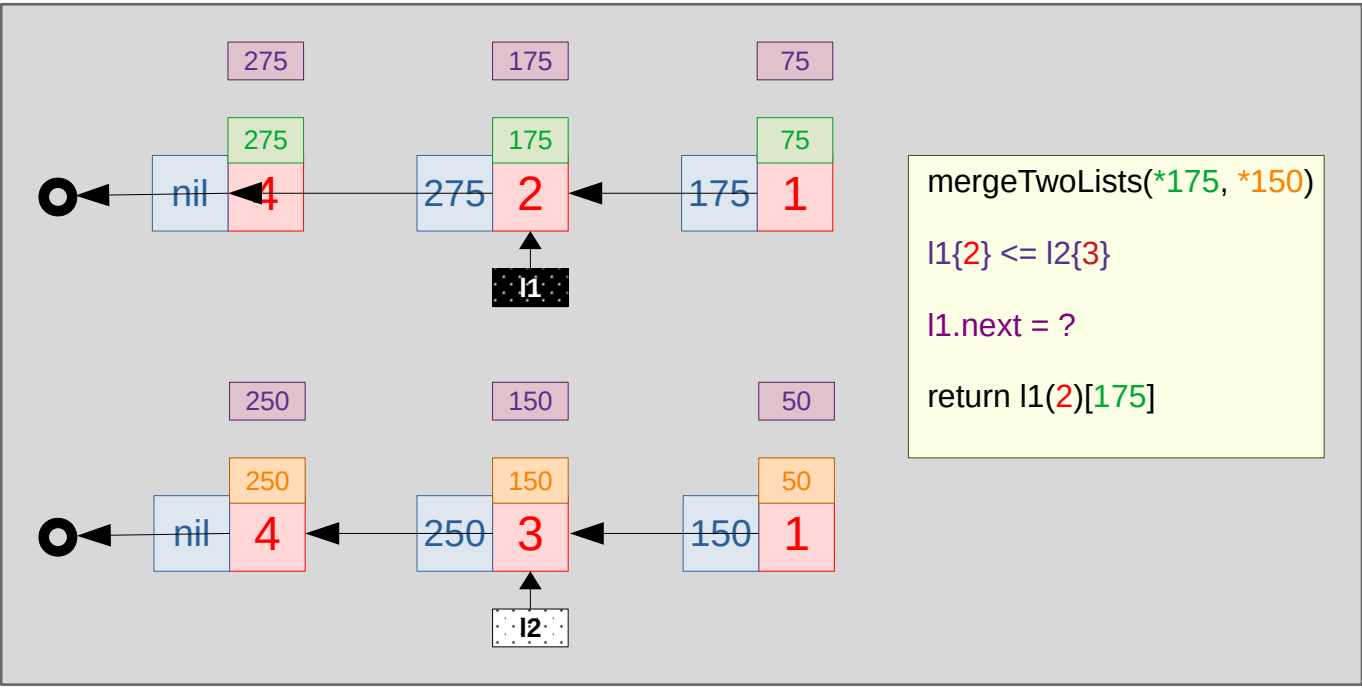 275 175 75
275 175 75
nil 4 275 2 175 1
l1
mergeTwoLists(*175, *150)
l1{2} <= l2{3}
l1.next = ?
return l1(2)[175]
250 150 50
250 150 50
nil 4 250 3 150 1
l2